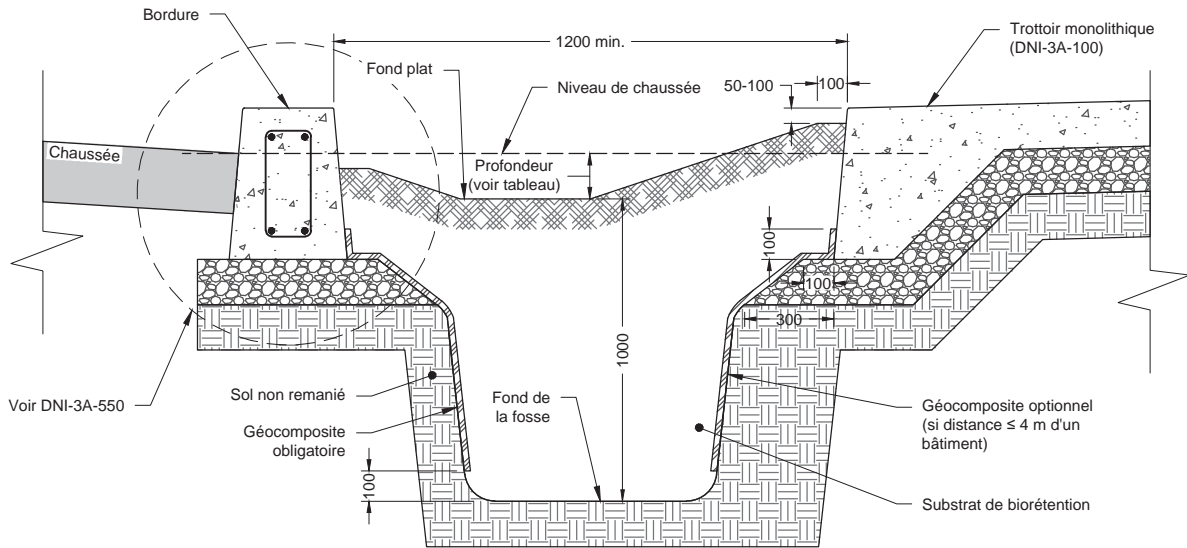 Bordure
1200 min.
Trottoir monolithique
(DNI-3A-100)
Fond plat
50-100
100
Niveau de chaussée
Chaussée
Profondeur
(voir tableau)
100
100
300
1000
Voir DNI-3A-550
Sol non remanié
Fond de
la fosse
Géocomposite optionnel
(si distance ≤ 4 m d'un
bâtiment)
Géocomposite
obligatoire
100
Substrat de biorétention